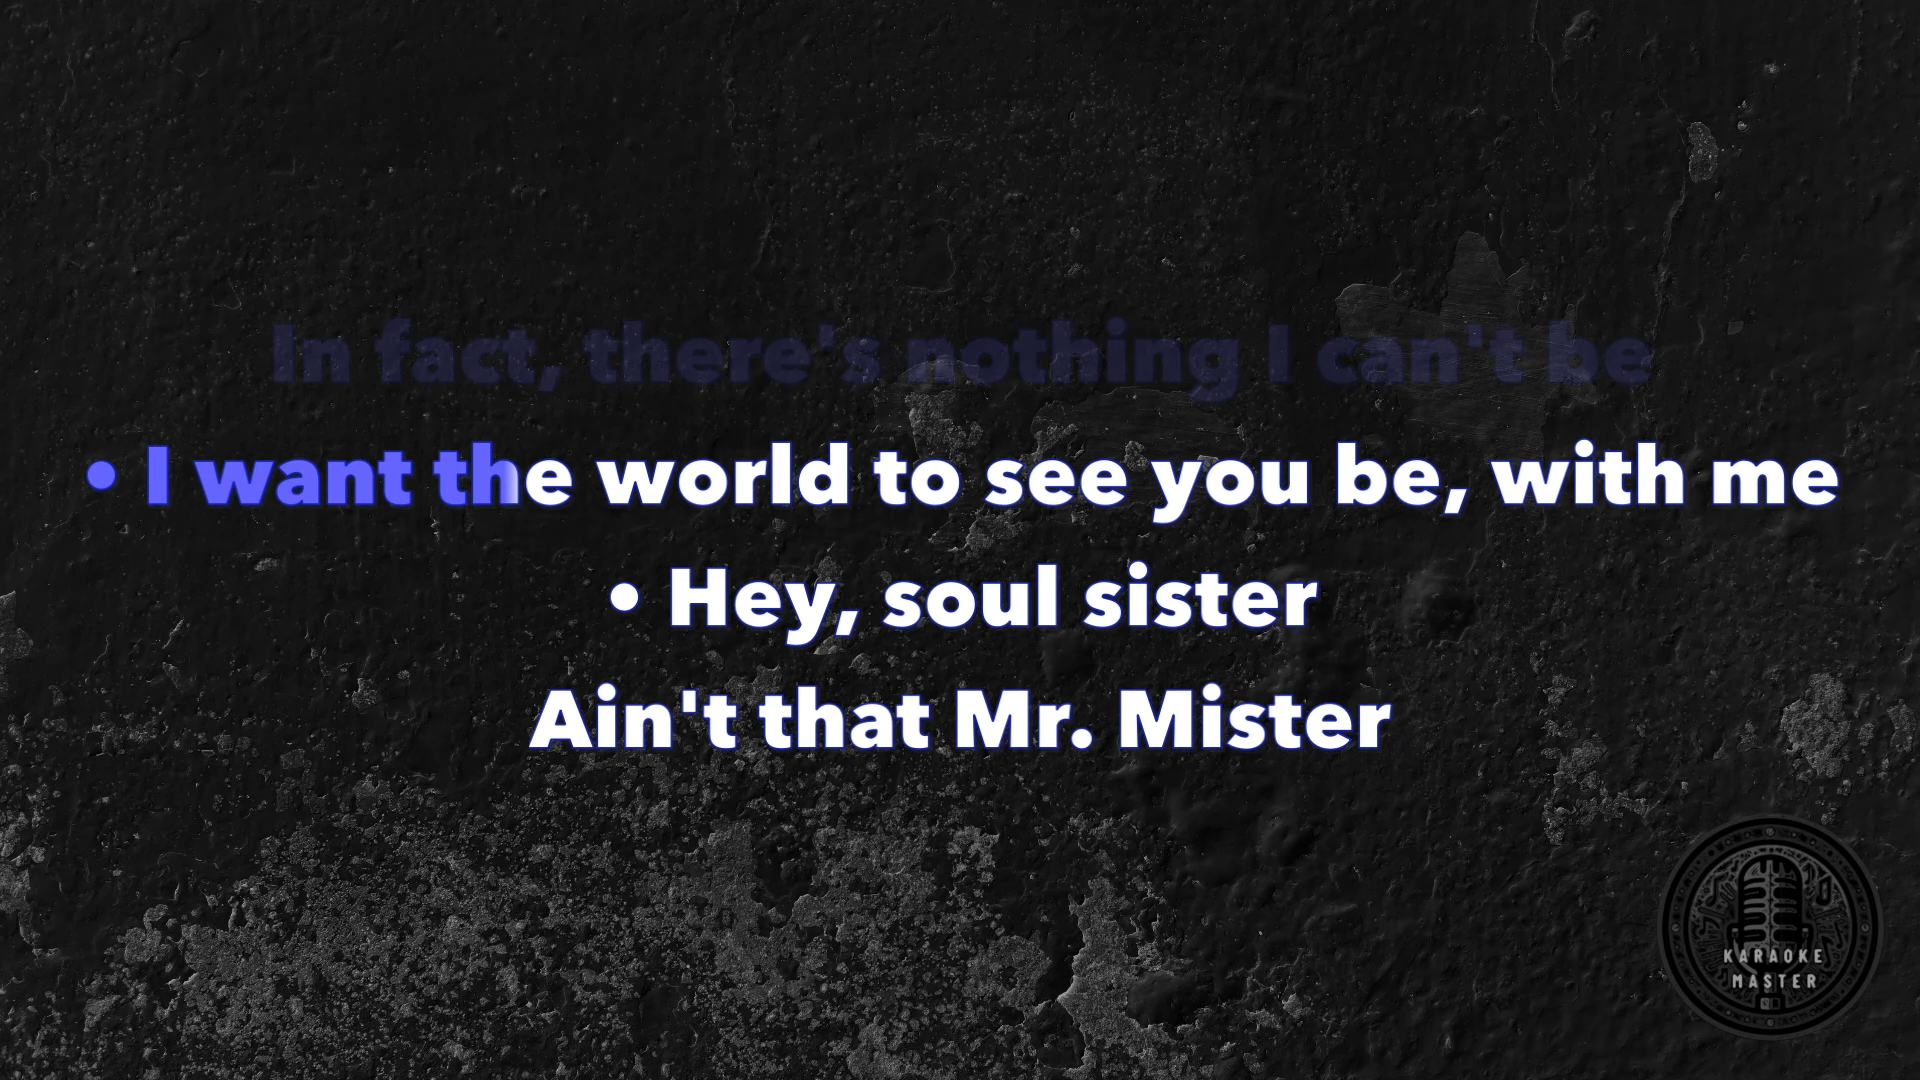 In fact, there's nothing I can't be
• I want the world to see you be, with me
• Hey, soul sister
Ain't that Mr. Mister
KARAOKE
MASTER